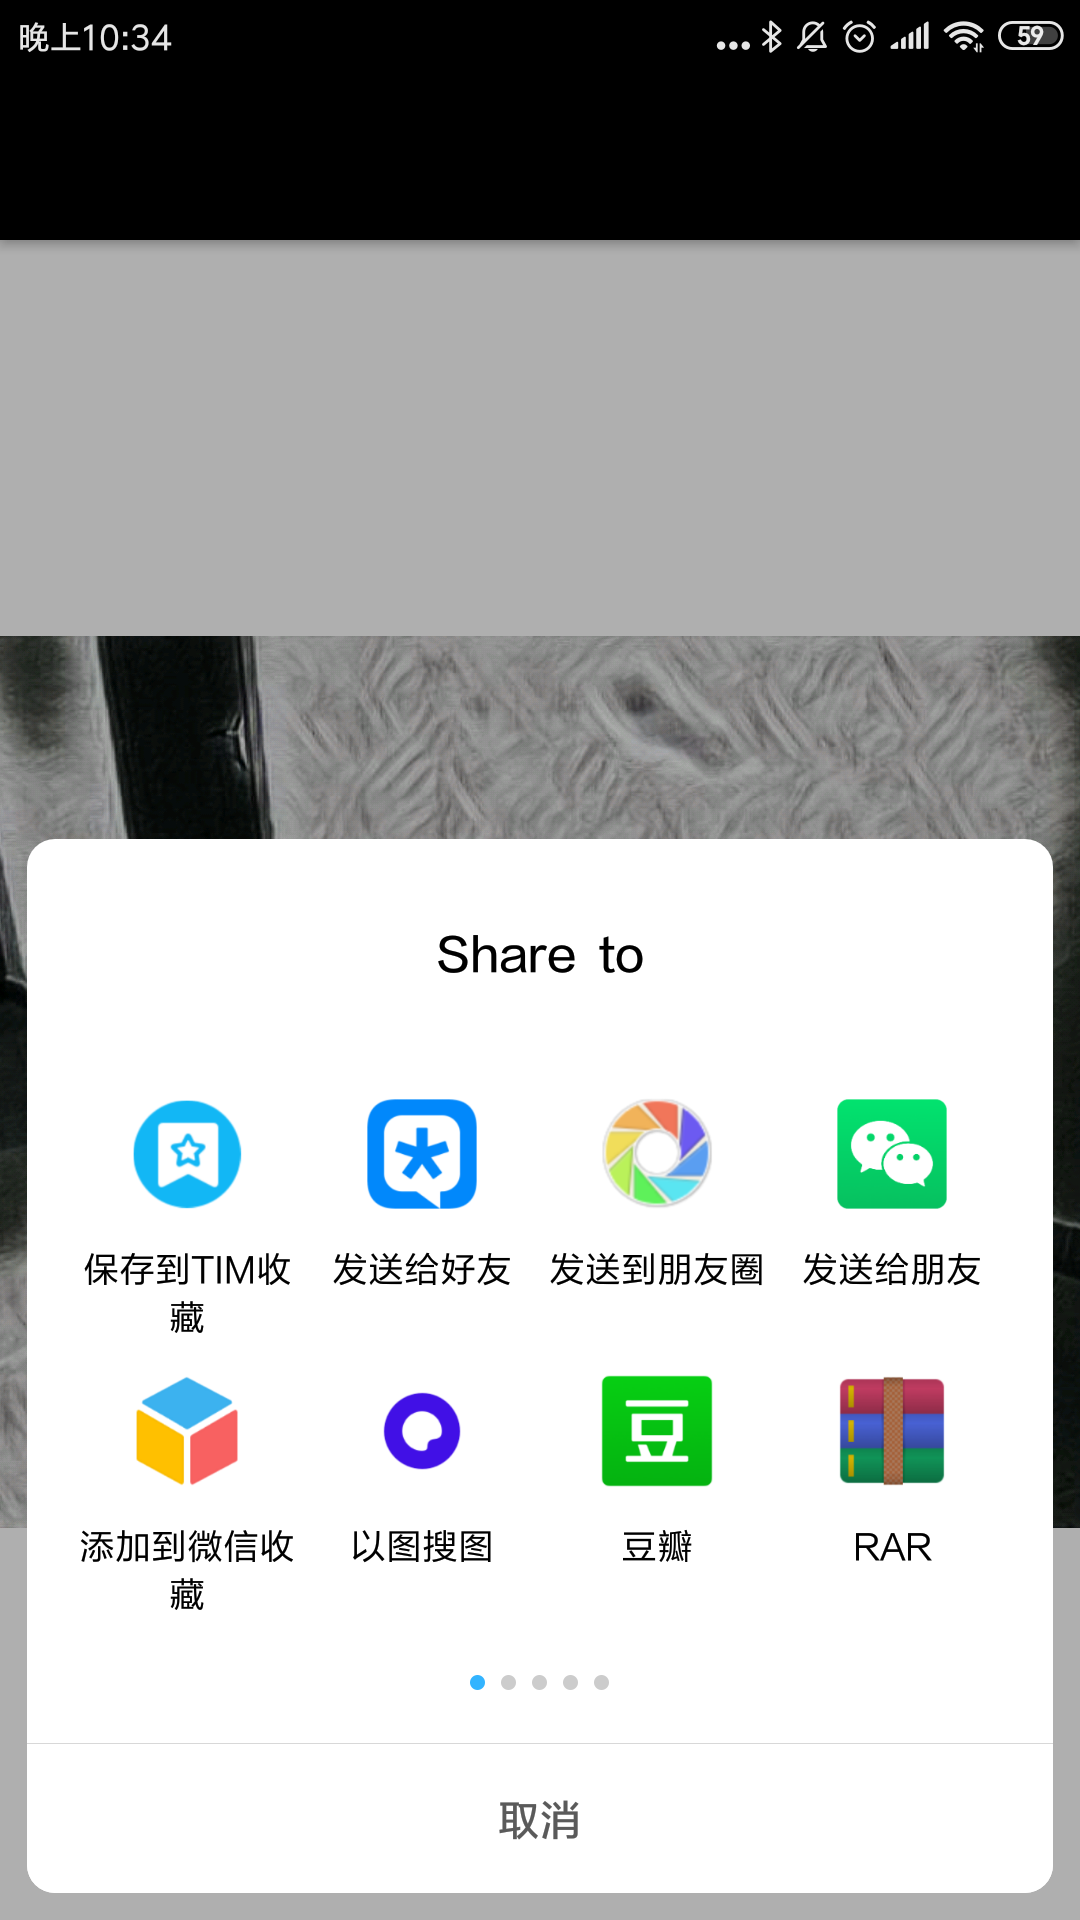 晚上10:34
59
Share to
保存到TIM收
藏
发送给好友
发送到朋友圈
发送给朋友
豆
添加到微信收
藏
以图搜图
豆瓣
RAR
取消